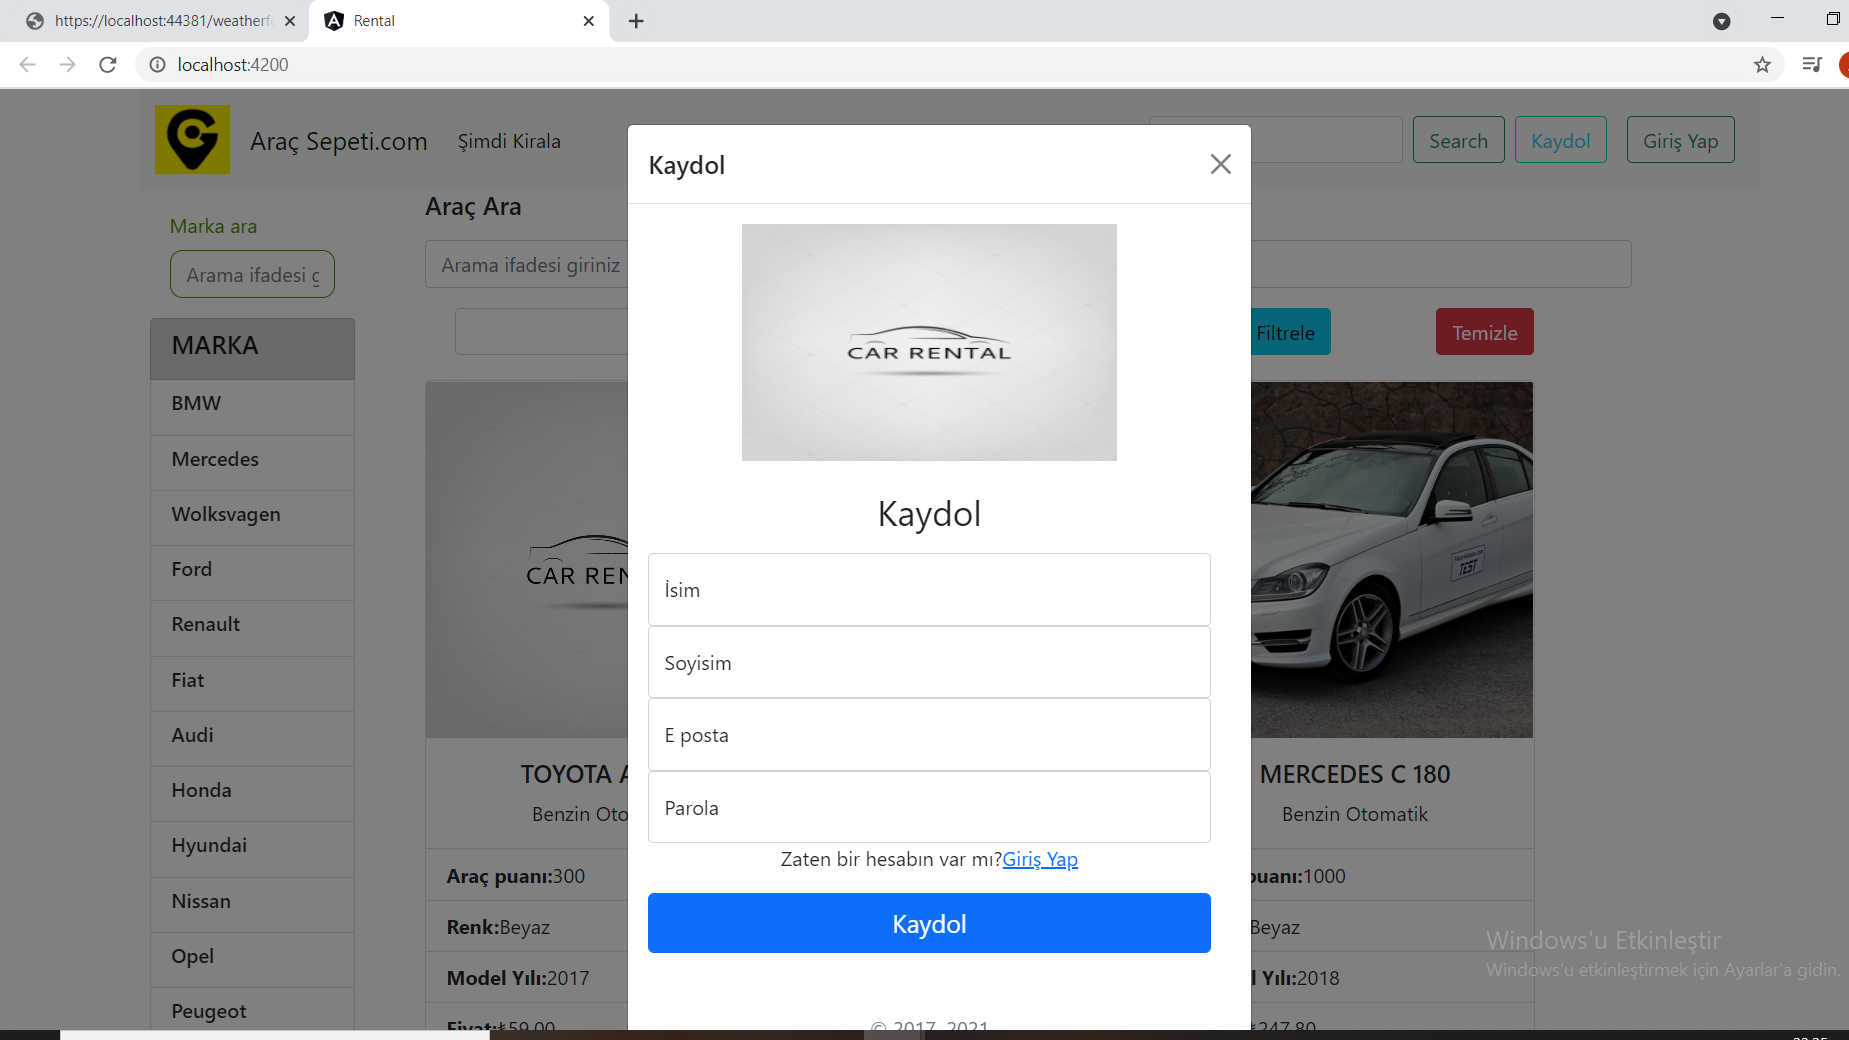 https://localhost:44381/weatherf
Rental
localhost:4200
Araç Sepeti.com
Şimdi Kirala
Search
Kaydol
Giriş Yap
Kaydol
Marka ara
Arama ifadesi g
Araç Ara
Arama ifadesi giriniz
Filtrele
Temizle
MARKA
BMW
Mercedes
Wolksvagen
Ford
Renault
Fiat
Audi
Honda
Hyundai
Nissan
Opel
Peugeot
CAR REN
TOYOTA A
Benzin Oto
Araç puanı:300
Renk:Beyaz
Model Yılı:2017
Fiyat:₺59.00
CAR RENTAL
Kaydol
İsim
Soyisim
E posta
Parola
Zaten bir hesabın var mı?Giriş Yap
Kaydol
© 2017-2021
TEST
MERCEDES C 180
Benzin Otomatik
puanı:1000
Beyaz
l Yılı:2018
₺247.80
Windows'u Etkinleştir
Windows'u etkinleştirmek için Ayarlar'a gidin.